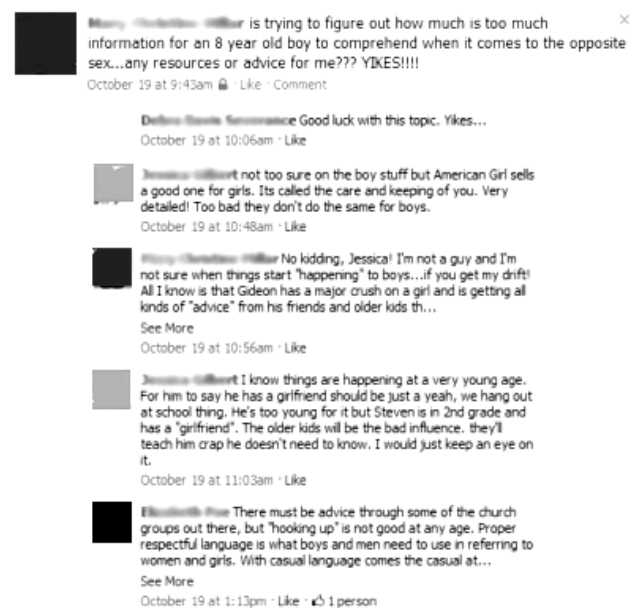 is trying to figure out how much is too much
information for an 8 year old boy to comprehend when it comes to the opposite
sex...any resources or advice for me??? YIKES!!!!
October 19 at 9:43am · Like · Comment
Good luck with this topic. Yikes...
October 19 at 10:06am · Like
not too sure on the boy stuff but American Girl sells
a good one for girls. Its called the care and keeping of you. Very
detailed! Too bad they don't do the same for boys.
October 19 at 10:48am · Like
No kidding, Jessica! I'm not a guy and I'm
not sure when things start "happening" to boys...if you get my drift!
All I know is that Gideon has a major crush on a girl and is getting all
kinds of "advice" from his friends and older kids th...
See More
October 19 at 10:56am · Like
I know things are happening at a very young age.
For him to say he has a girlfriend should be just a yeah, we hang out
at school thing. He's too young for it but Steven is in 2nd grade and
has a "girlfriend". The older kids will be the bad influence. they'll
teach him crap he doesn't need to know. I would just keep an eye on
it.
October 19 at 11:03am · Like
There must be advice through some of the church
groups out there, but "hooking up" is not good at any age. Proper
respectful language is what boys and men need to use in referring to
women and girls. With casual language comes the casual at...
See More
October 19 at 1:13pm · Like · 1 person